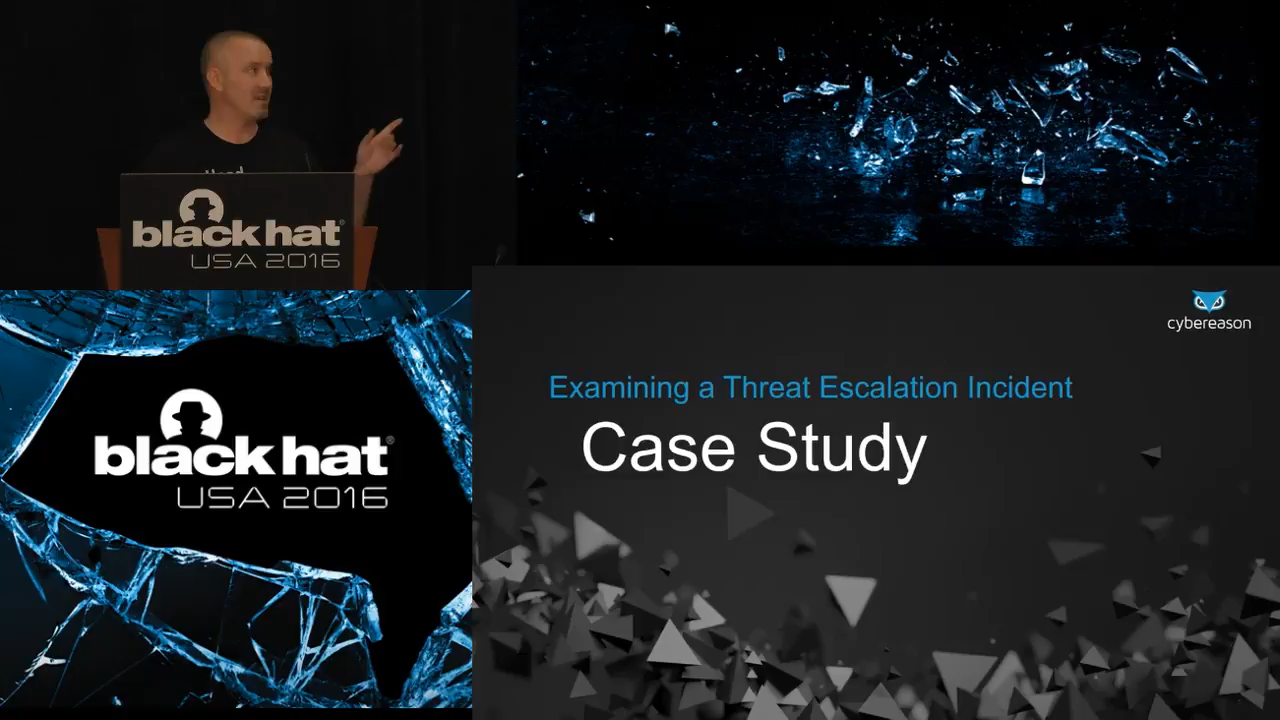 black hat®
USA 2016
black hat®
USA 2016
cybereason
Examining a Threat Escalation Incident
Case Study